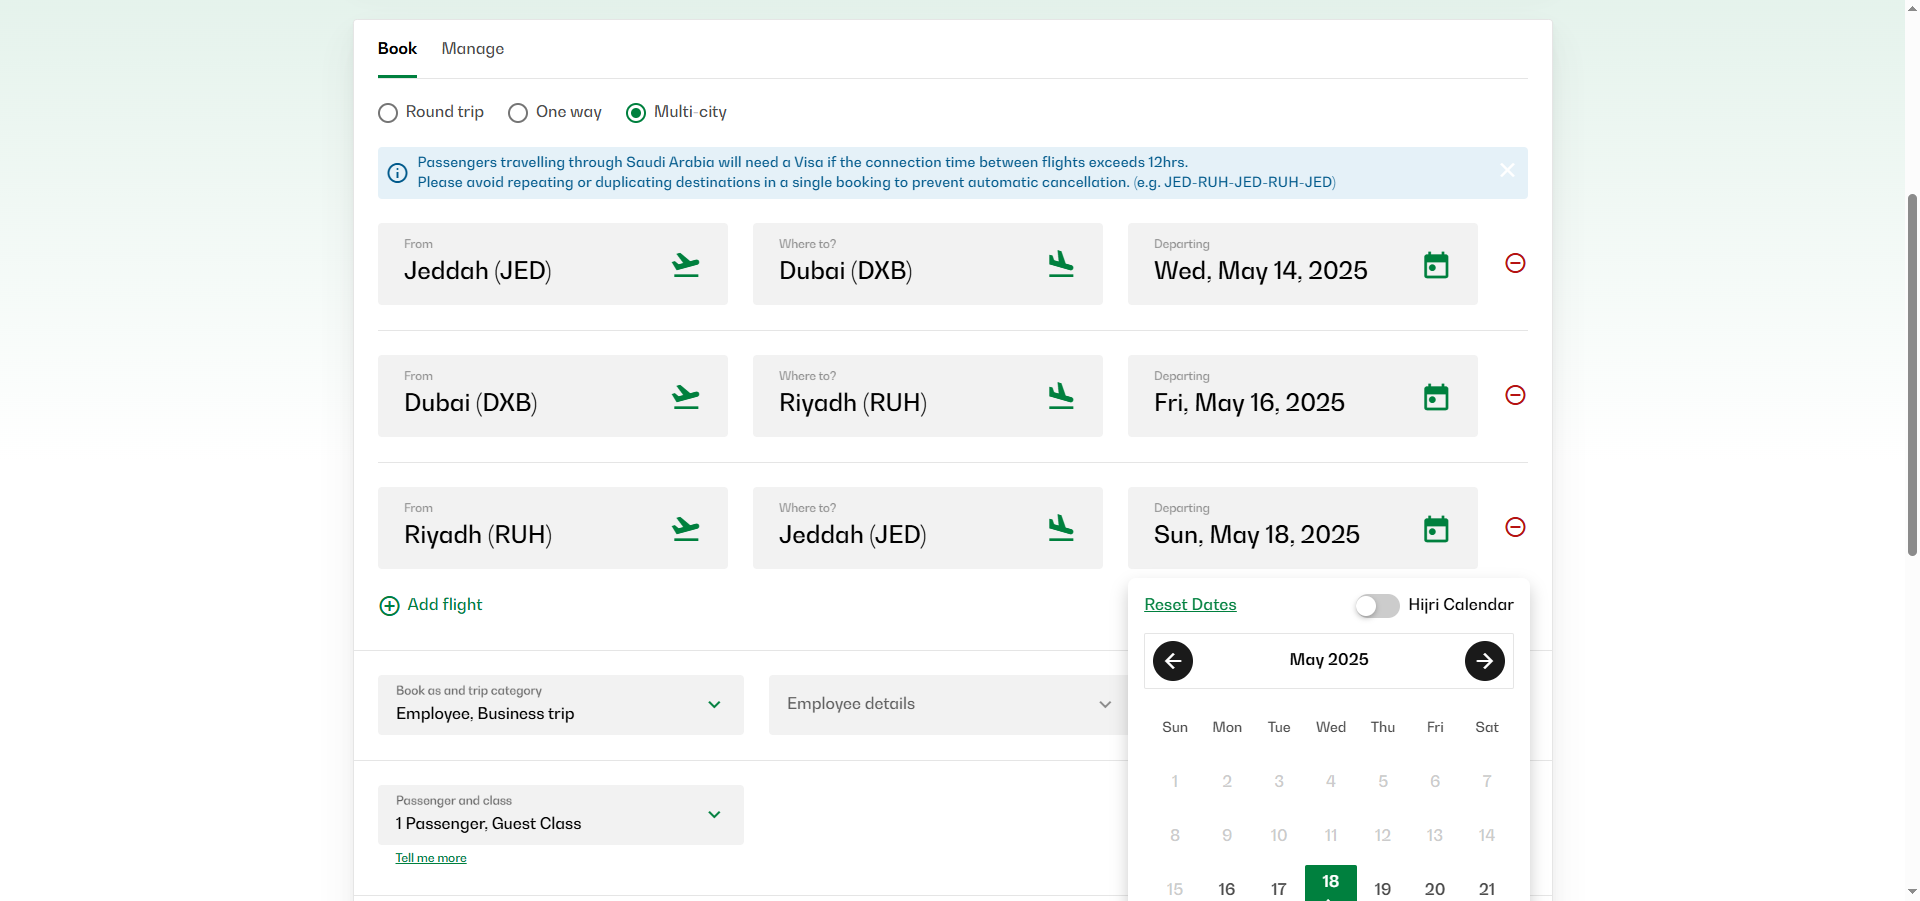 Book
Manage
Round trip
One way
Multi-city
Passengers travelling through Saudi Arabia will need a Visa if the connection time between flights exceeds 12hrs.
Please avoid repeating or duplicating destinations in a single booking to prevent automatic cancellation. (e.g. JED-RUH-JED-RUH-JED)
From
Jeddah (JED)
Where to?
Dubai (DXB)
Departing
Wed, May 14, 2025
From
Dubai (DXB)
Where to?
Riyadh (RUH)
Departing
Fri, May 16, 2025
From
Riyadh (RUH)
Where to?
Jeddah (JED)
Departing
Sun, May 18, 2025
Add flight
Reset Dates
Hijri Calendar
May 2025
Sun Mon Tue Wed Thu Fri Sat
1 2 3 4 5 6 7
8 9 10 11 12 13 14
15 16 17 18 19 20 21
Book as and trip category
Employee, Business trip
Employee details
Passenger and class
1 Passenger, Guest Class
Tell me more